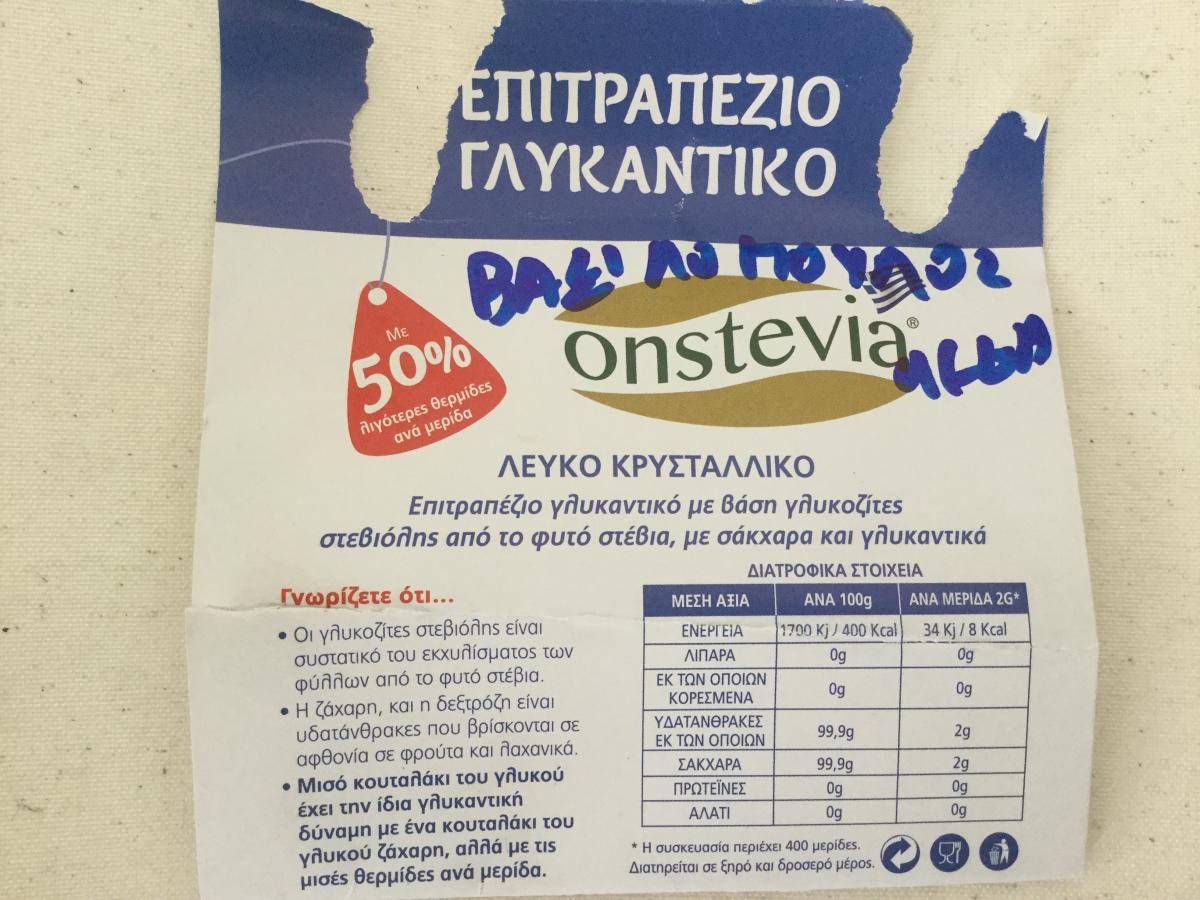 ΕΠΙΤΡΑΠΕΖΙΟ
ΓΛΥΚΑΝΤΙΚΟ
Με
50%
λιγότερες θερμίδες
ανά μερίδα
onstevia®
ΛΕΥΚΟ ΚΡΥΣΤΑΛΛΙΚΟ
Επιτραπέζιο γλυκαντικό με βάση γλυκοζίτες
στεβιόλης από το φυτό στέβια, με σάκχαρα και γλυκαντικά
Γνωρίζετε ότι...
• Οι γλυκοζίτες στεβιόλης είναι
συστατικό του εκχυλίσματος των
φύλλων από το φυτό στέβια.
• Η ζάχαρη, και η δεξτρόζη είναι
υδατάνθρακες που βρίσκονται σε
αφθονία σε φρούτα και λαχανικά.
• Μισό κουταλάκι του γλυκού
έχει την ίδια γλυκαντική
δύναμη με ένα κουταλάκι του
γλυκού ζάχαρη, αλλά με τις
μισές θερμίδες ανά μερίδα.
ΔΙΑΤΡΟΦΙΚΑ ΣΤΟΙΧΕΙΑ
ΜΕΣΗ ΑΞΙΑ ΑΝΑ 100g ΑΝΑ ΜΕΡΙΔΑ 2G*
ΕΝΕΡΓΕΙΑ 1700 Kj / 400 Kcal 34 Kj / 8 Kcal
ΛΙΠΑΡΑ 0g 0g
ΕΚ ΤΩΝ ΟΠΟΙΩΝ
ΚΟΡΕΣΜΕΝΑ 0g 0g
ΥΔΑΤΑΝΘΡΑΚΕΣ
ΕΚ ΤΩΝ ΟΠΟΙΩΝ 99,9g 2g
ΣΑΚΧΑΡΑ 99,9g 2g
ΠΡΩΤΕΪΝΕΣ 0g 0g
ΑΛΑΤΙ 0g 0g
* Η συσκευασία περιέχει 400 μερίδες.
Διατηρείται σε ξηρό και δροσερό μέρος.